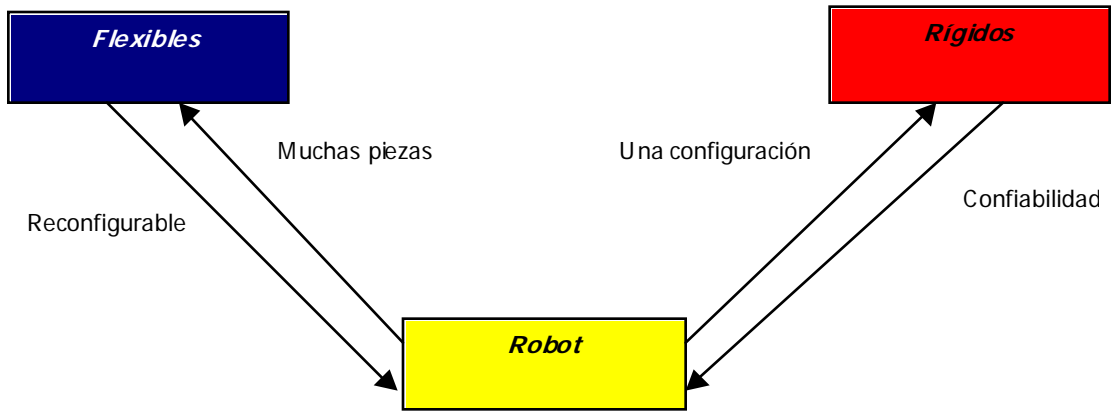 Flexibles
Rígidos
Muchas piezas
Una configuración
Confiabilidad
Reconfigurable
Robot